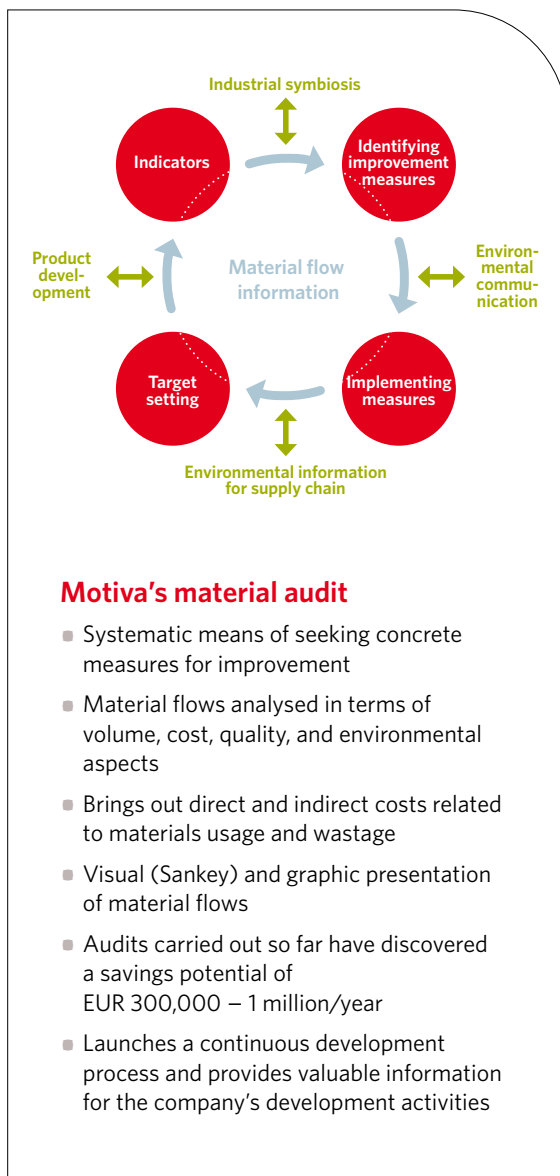 Industrial symbiosis
Indicators
Identifying
improvement
measures
Product
devel-
opment
Material flow
information
Environ-
mental
commu-
nication
Target
setting
Implementing
measures
Environmental information
for supply chain
Motiva's material audit
Systematic means of seeking concrete
measures for improvement
Material flows analysed in terms of
volume, cost, quality, and environmental
aspects
Brings out direct and indirect costs related
to materials usage and wastage
Visual (Sankey) and graphic presentation
of material flows
Audits carried out so far have discovered
a savings potential of
EUR 300,000 – 1 million/year
Launches a continuous development
process and provides valuable information
for the company's development activities